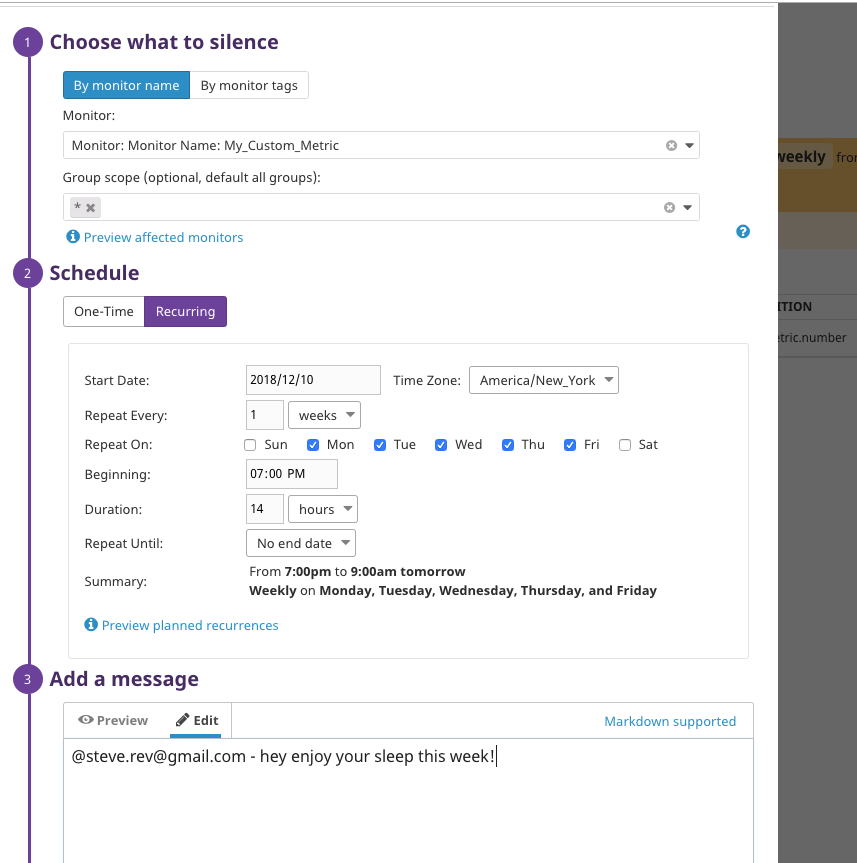 1 Choose what to silence
By monitor name By monitor tags
Monitor:
Monitor: Monitor Name: My_Custom_Metric
Group scope (optional, default all groups):
*
Preview affected monitors ?
2 Schedule
One-Time Recurring
Start Date: 2018/12/10 Time Zone: America/New_York
Repeat Every: 1 weeks
Repeat On: Sun Mon Tue Wed Thu Fri Sat
Beginning: 07:00 PM
Duration: 14 hours
Repeat Until: No end date
Summary: From 7:00pm to 9:00am tomorrow
Weekly on Monday, Tuesday, Wednesday, Thursday, and Friday
Preview planned recurrences
3 Add a message
Preview Edit Markdown supported
@steve.rev@gmail.com - hey enjoy your sleep this week!
weekly
.number